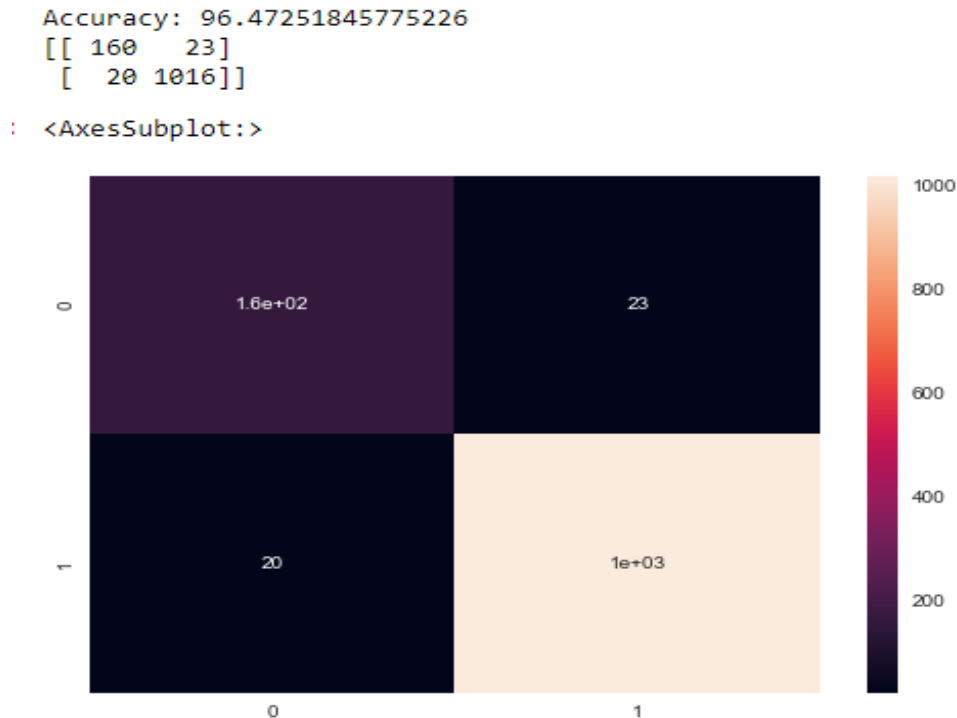 Accuracy: 96.47251845775226
[[ 160   23]
 [  20 1016]]
: <AxesSubplot:>
1000
0 1.6e+02 23
800
600
400
1 20 1e+03
200
0 1